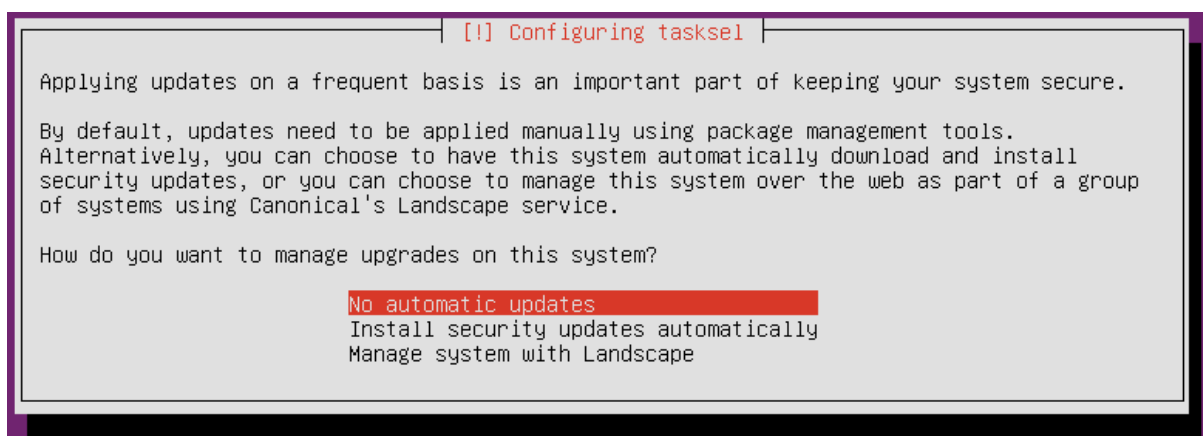 [!] Configuring tasksel
Applying updates on a frequent basis is an important part of keeping your system secure.
By default, updates need to be applied manually using package management tools.
Alternatively, you can choose to have this system automatically download and install
security updates, or you can choose to manage this system over the web as part of a group
of systems using Canonical's Landscape service.
How do you want to manage upgrades on this system?
No automatic updates
Install security updates automatically
Manage system with Landscape